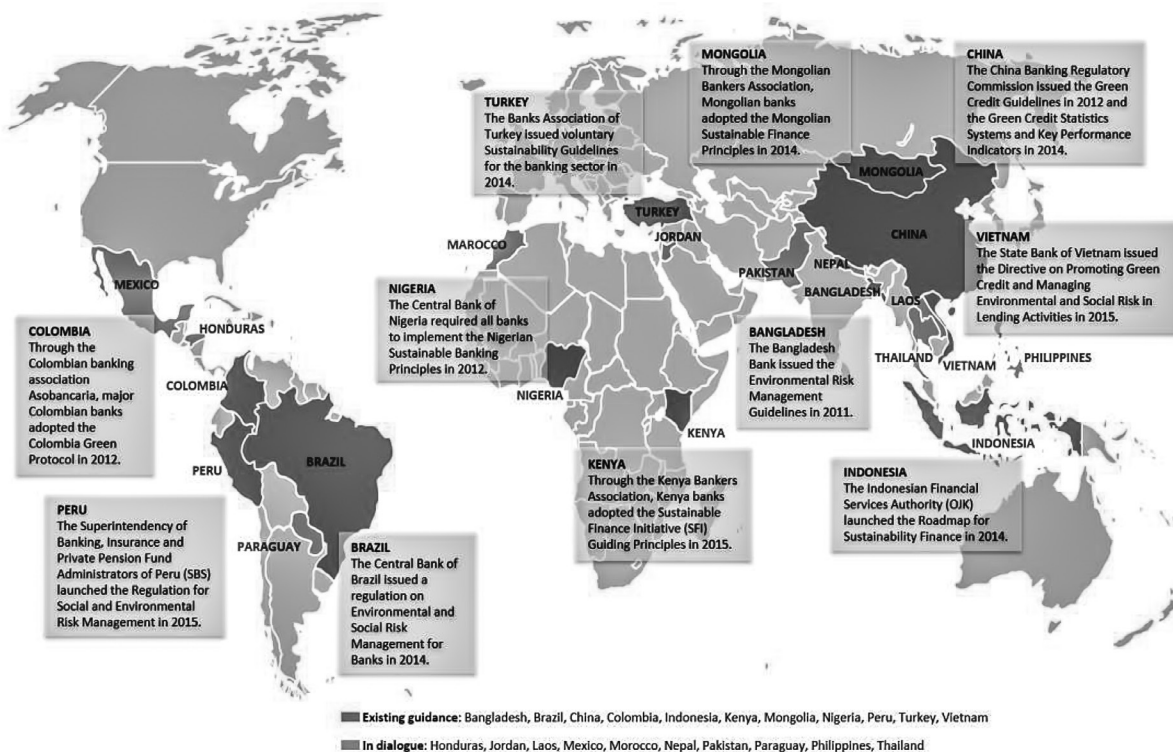 MONGOLIA
Through the Mongolian
Bankers Association,
Mongolian banks
adopted the Mongolian
Sustainable Finance
Principles in 2014.
CHINA
The China Banking Regulatory
Commission issued the Green
Credit Guidelines in 2012 and
the Green Credit Statistics
Systems and Key Performance
Indicators in 2014.
TURKEY
The Banks Association of
Turkey issued voluntary
Sustainability Guidelines
for the banking sector in
2014.
MONGOLIA
TURKEY
CHINA
MAROCCO
JORDAN
PAKISTAN
NEPAL
BANGLADESH
LAOS
VIETNAM
The State Bank of Vietnam issued
the Directive on Promoting Green
Credit and Managing
Environmental and Social Risk in
Lending Activities in 2015.
MEXICO
HONDURAS
NIGERIA
The Central Bank of
Nigeria required all banks
to implement the Nigerian
Sustainable Banking
Principles in 2012.
COLOMBIA
Through the
Colombian banking
association
Asobancaria, major
Colombian banks
adopted the
Colombia Green
Protocol in 2012.
COLOMBIA
BANGLADESH
The Bangladesh
Bank issued the
Environmental Risk
Management
Guidelines in 2011.
THAILAND
VIETNAM
PHILIPPINES
NIGERIA
KENYA
INDONESIA
PERU
BRAZIL
KENYA
Through the Kenya Bankers
Association, Kenya banks
adopted the Sustainable
Finance Initiative (SFI)
Guiding Principles in 2015.
INDONESIA
The Indonesian Financial
Services Authority (OJK)
launched the Roadmap for
Sustainability Finance in 2014.
PERU
The Superintendency of
Banking, Insurance and
Private Pension Fund
Administrators of Peru (SBS)
launched the Regulation for
Social and Environmental
Risk Management in 2015.
PARAGUAY
BRAZIL
The Central Bank of
Brazil issued a
regulation on
Environmental and
Social Risk
Management for
Banks in 2014.
Existing guidance: Bangladesh, Brazil, China, Colombia, Indonesia, Kenya, Mongolia, Nigeria, Peru, Turkey, Vietnam
In dialogue: Honduras, Jordan, Laos, Mexico, Morocco, Nepal, Pakistan, Paraguay, Philippines, Thailand